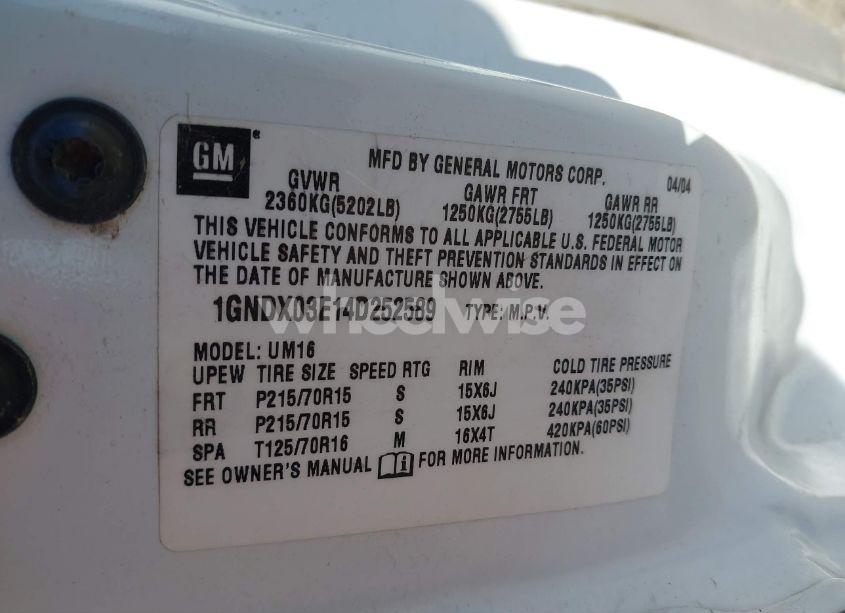 GM ®
MFD BY GENERAL MOTORS CORP. 04/04
GVWR GAWR FRT GAWR RR
2360KG(5202LB) 1250KG(2755LB) 1250KG(2755LB)
THIS VEHICLE CONFORMS TO ALL APPLICABLE U.S. FEDERAL MOTOR
VEHICLE SAFETY AND THEFT PREVENTION STANDARDS IN EFFECT ON
THE DATE OF MANUFACTURE SHOWN ABOVE.
1GNDX03E14D252589 TYPE: M.P.V.
wheelwise
MODEL: UM16
UPEW TIRE SIZE SPEED RTG RIM COLD TIRE PRESSURE
FRT P215/70R15 S 15X6J 240KPA(35PSI)
RR P215/70R15 S 15X6J 240KPA(35PSI)
SPA T125/70R16 M 16X4T 420KPA(60PSI)
SEE OWNER'S MANUAL FOR MORE INFORMATION.